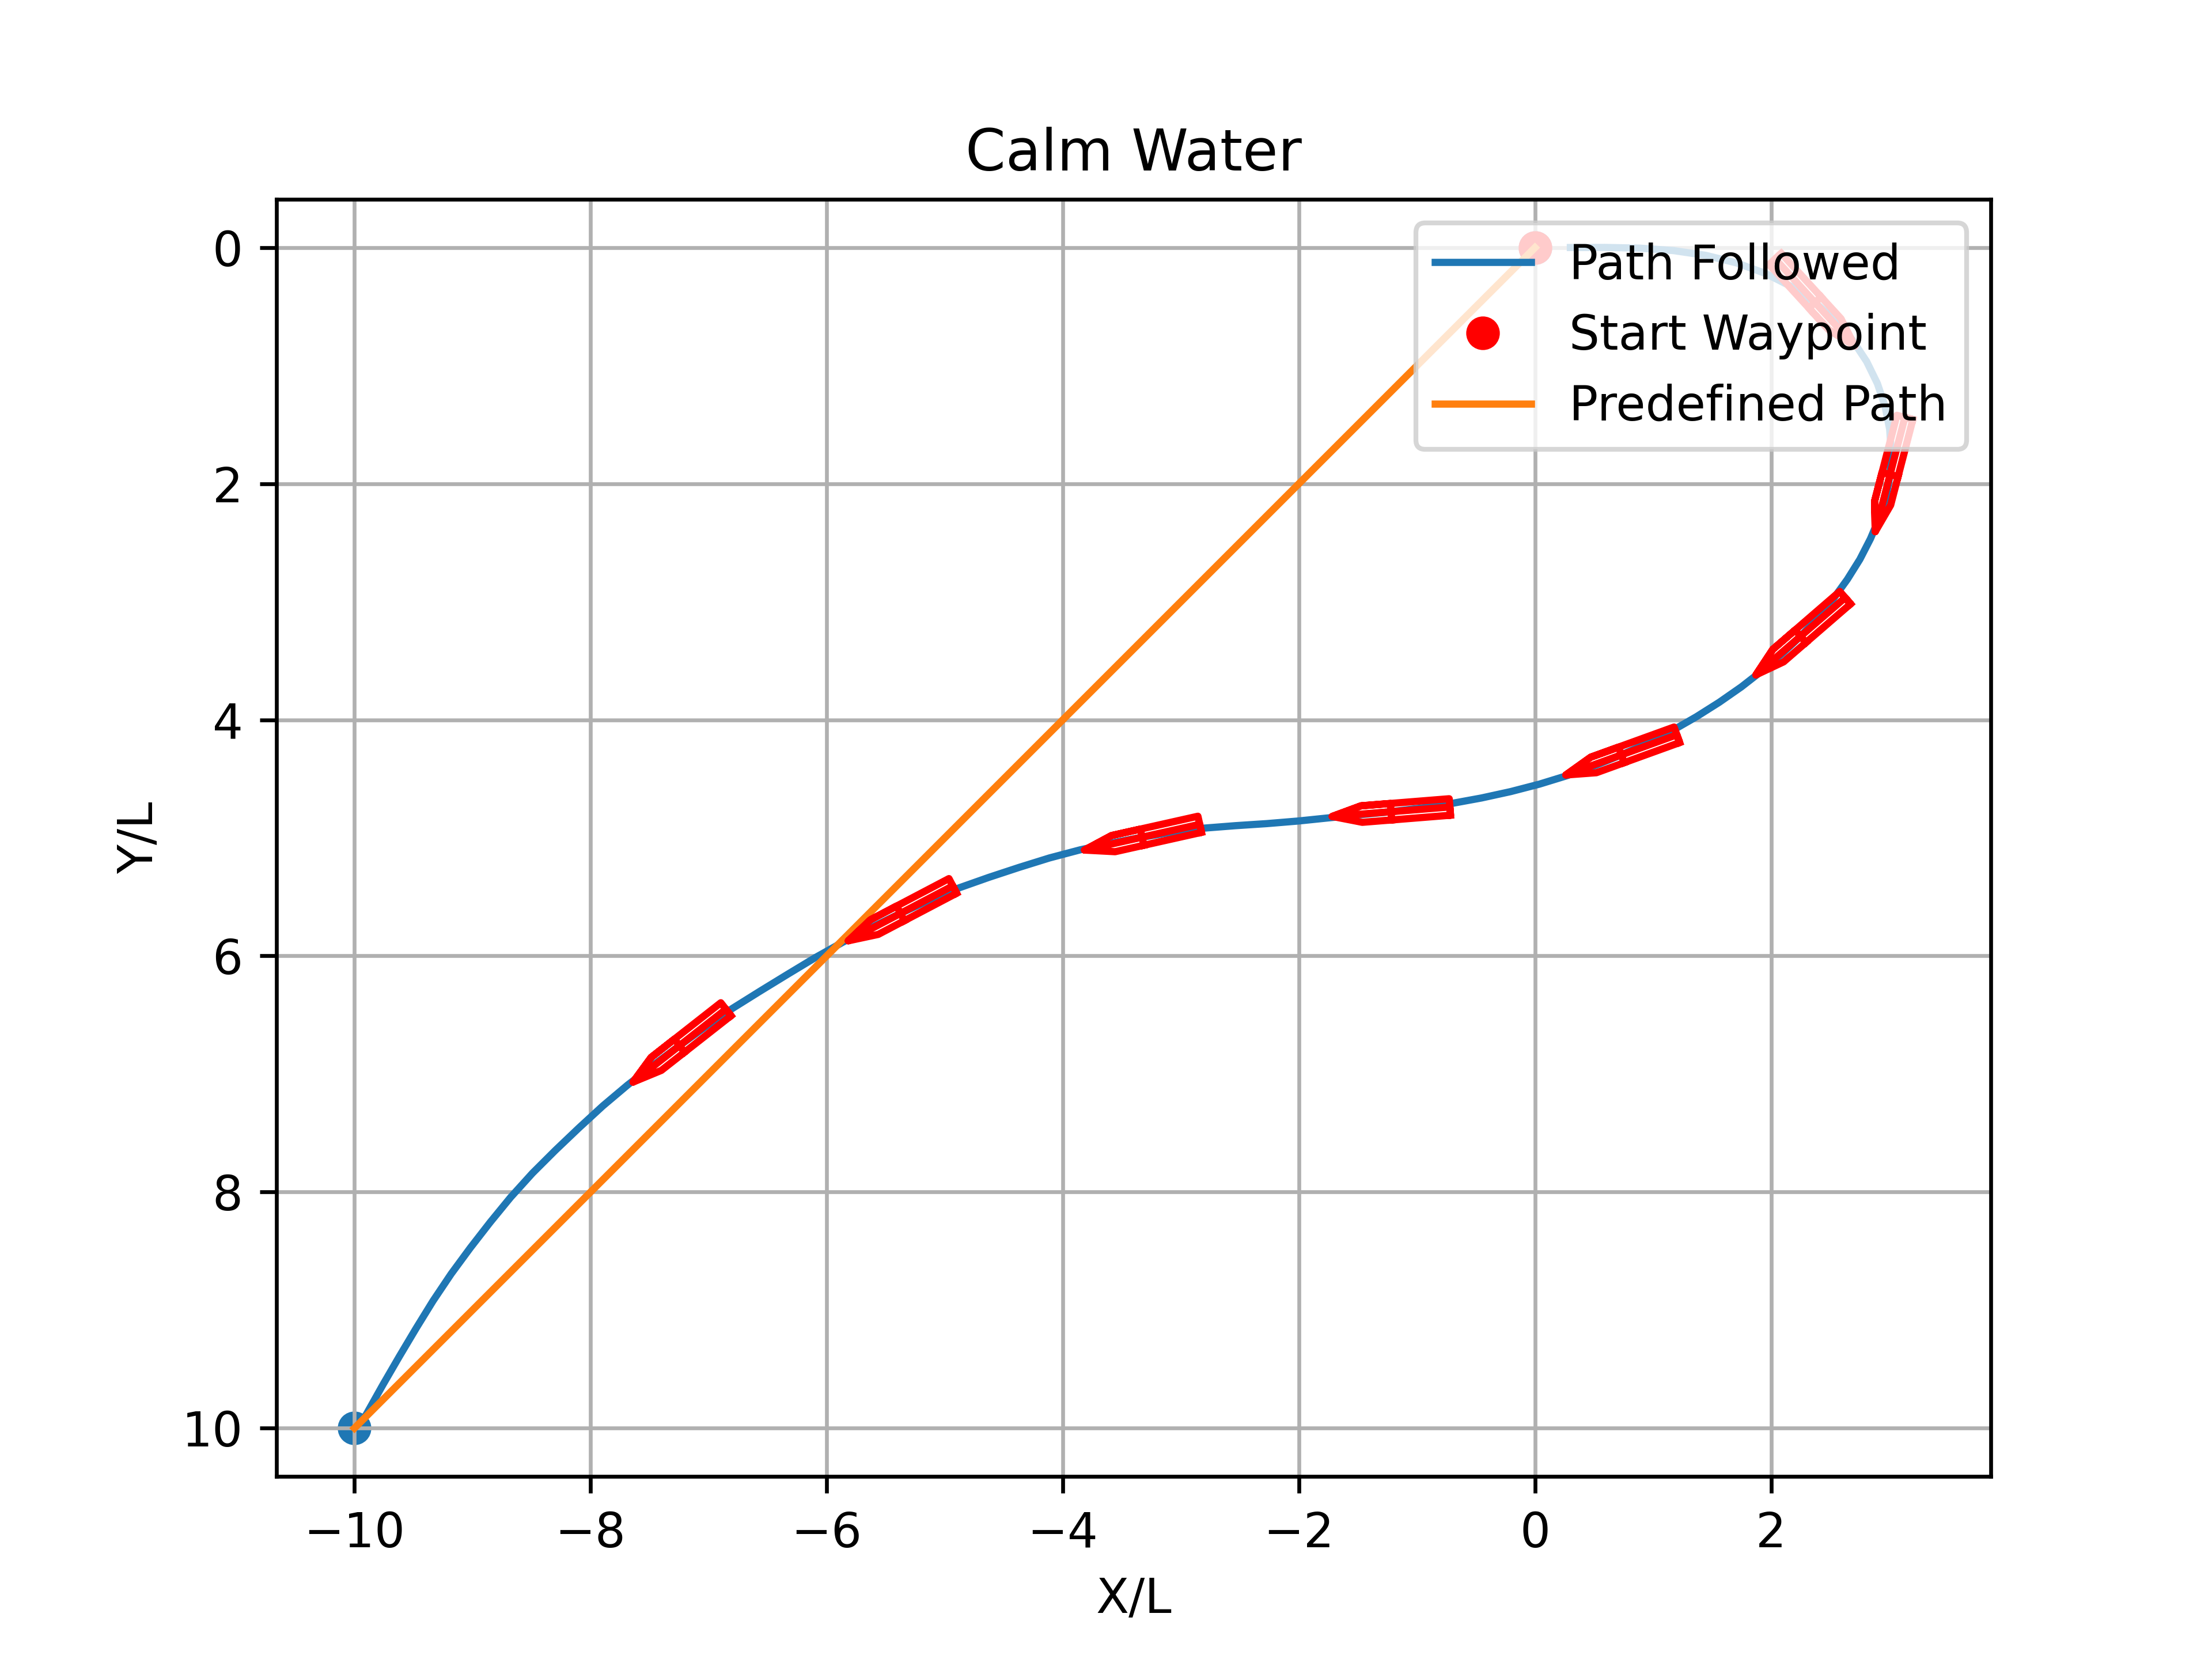 Calm Water
Path Followed
Start Waypoint
Predefined Path
0
2
4
6
8
10
Y/L
−10
−8
−6
−4
−2
0
2
X/L